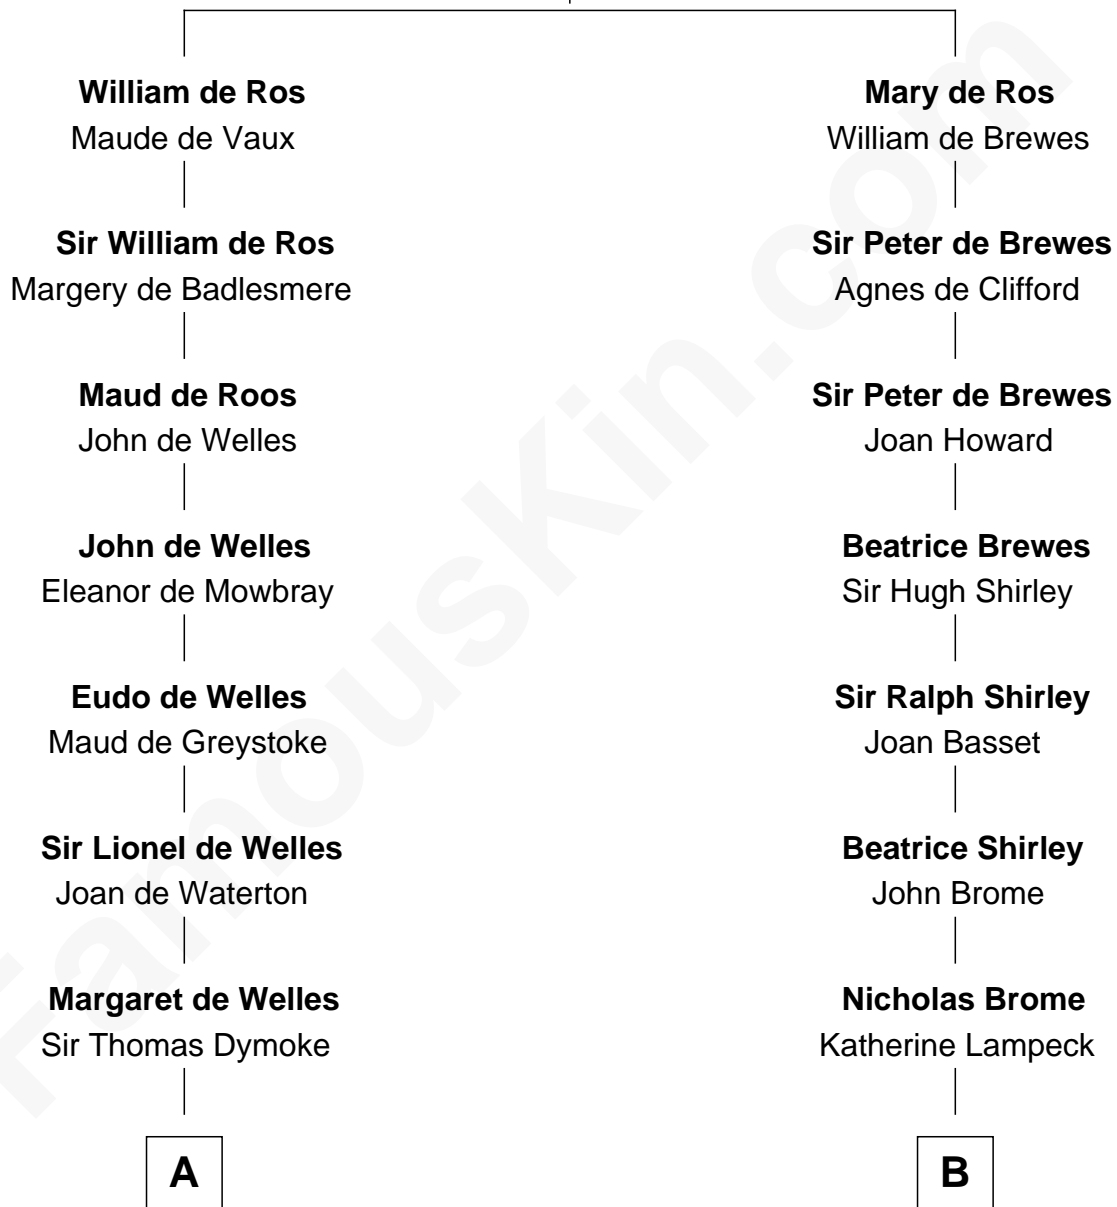 William de Ros
Maude de Vaux
Mary de Ros
William de Brewes
Sir William de Ros
Margery de Badlesmere
Sir Peter de Brewes
Agnes de Clifford
Maud de Roos
John de Welles
Sir Peter de Brewes
Joan Howard
John de Welles
Eleanor de Mowbray
Beatrice Brewes
Sir Hugh Shirley
Eudo de Welles
Maud de Greystoke
Sir Ralph Shirley
Joan Basset
Sir Lionel de Welles
Joan de Waterton
Beatrice Shirley
John Brome
Margaret de Welles
Sir Thomas Dymoke
Nicholas Brome
Katherine Lampeck
A
B
FamousKin.com